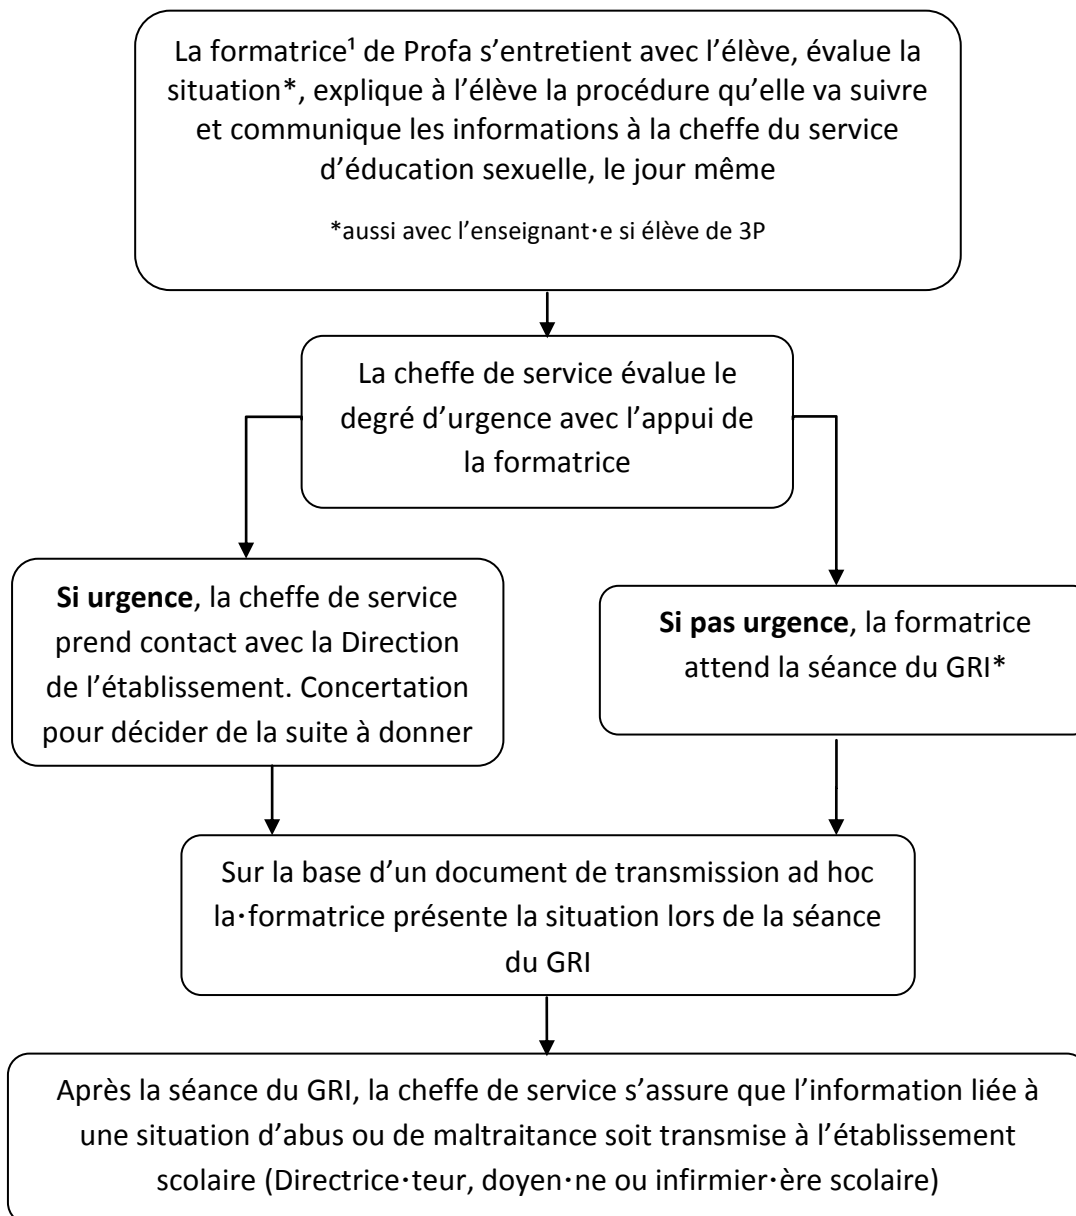 La formatrice¹ de Profa s’entretient avec l’élève, évalue la
situation*, explique à l’élève la procédure qu’elle va suivre
et communique les informations à la cheffe du service
d’éducation sexuelle, le jour même
*aussi avec l’enseignant·e si élève de 3P
La cheffe de service évalue le
degré d’urgence avec l’appui de
la formatrice
Si urgence, la cheffe de service
prend contact avec la Direction
de l’établissement. Concertation
pour décider de la suite à donner
Si pas urgence, la formatrice
attend la séance du GRI*
Sur la base d’un document de transmission ad hoc
la·formatrice présente la situation lors de la séance
du GRI
Après la séance du GRI, la cheffe de service s’assure que l’information liée à
une situation d’abus ou de maltraitance soit transmise à l’établissement
scolaire (Directrice·teur, doyen·ne ou infirmier·ère scolaire)